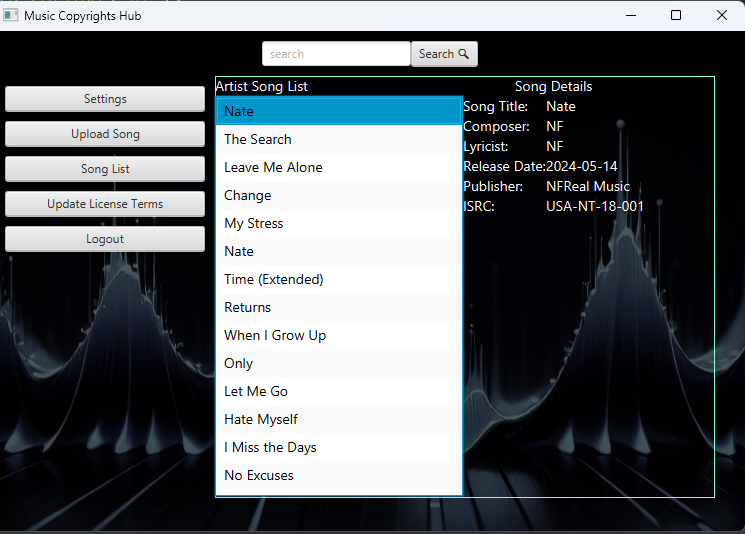 Music Copyrights Hub
search
Search
Settings
Upload Song
Song List
Update License Terms
Logout
Artist Song List
Nate
The Search
Leave Me Alone
Change
My Stress
Nate
Time (Extended)
Returns
When I Grow Up
Only
Let Me Go
Hate Myself
I Miss the Days
No Excuses
Song Details
Song Title: Nate
Composer: NF
Lyricist: NF
Release Date:2024-05-14
Publisher: NFReal Music
ISRC: USA-NT-18-001